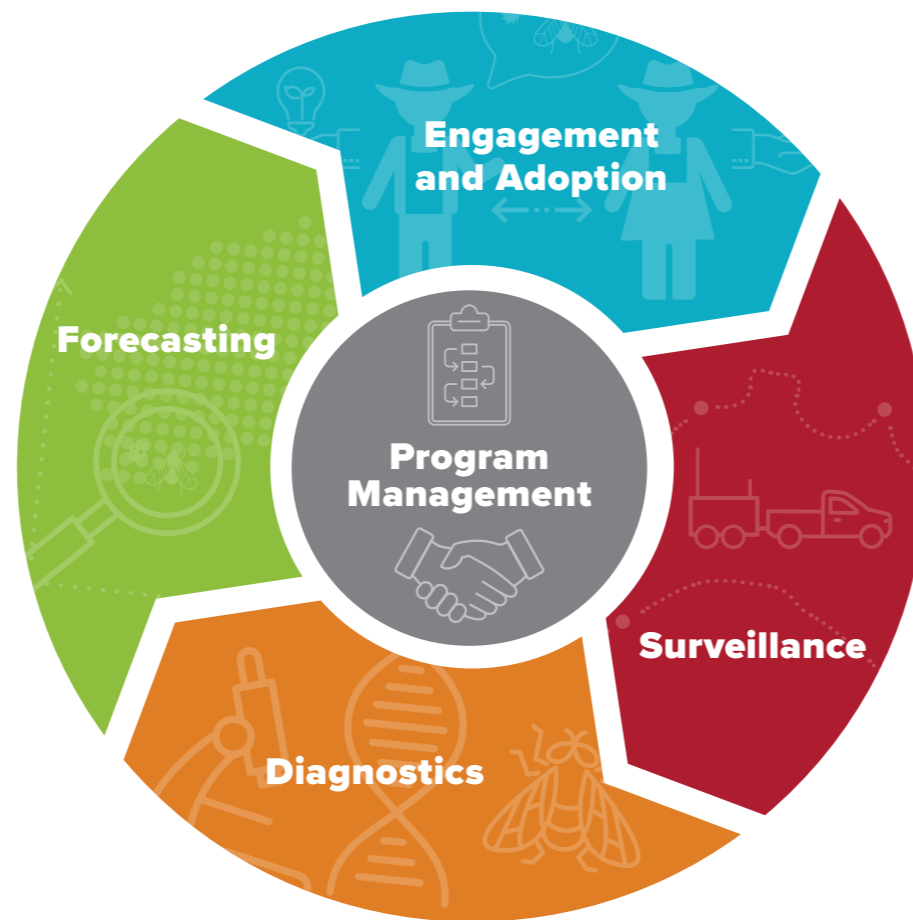 Engagement
and Adoption
Forecasting
Program
Management
Surveillance
Diagnostics